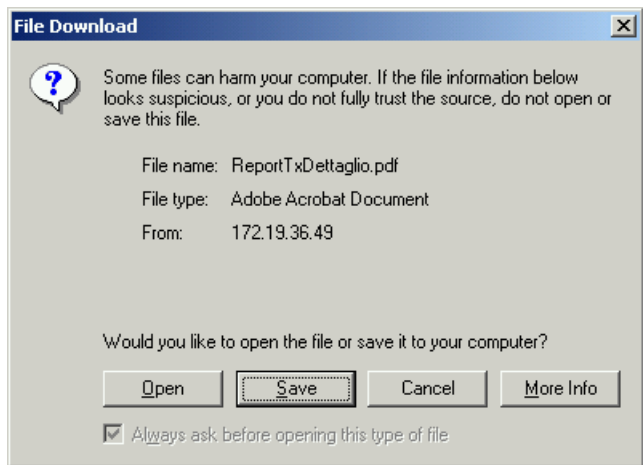 File Download
Some files can harm your computer. If the file information below
looks suspicious, or you do not fully trust the source, do not open or
save this file.
File name: ReportTxDettaglio.pdf
File type: Adobe Acrobat Document
From: 172.19.36.49
Would you like to open the file or save it to your computer?
Open Save Cancel More Info
Always ask before opening this type of file